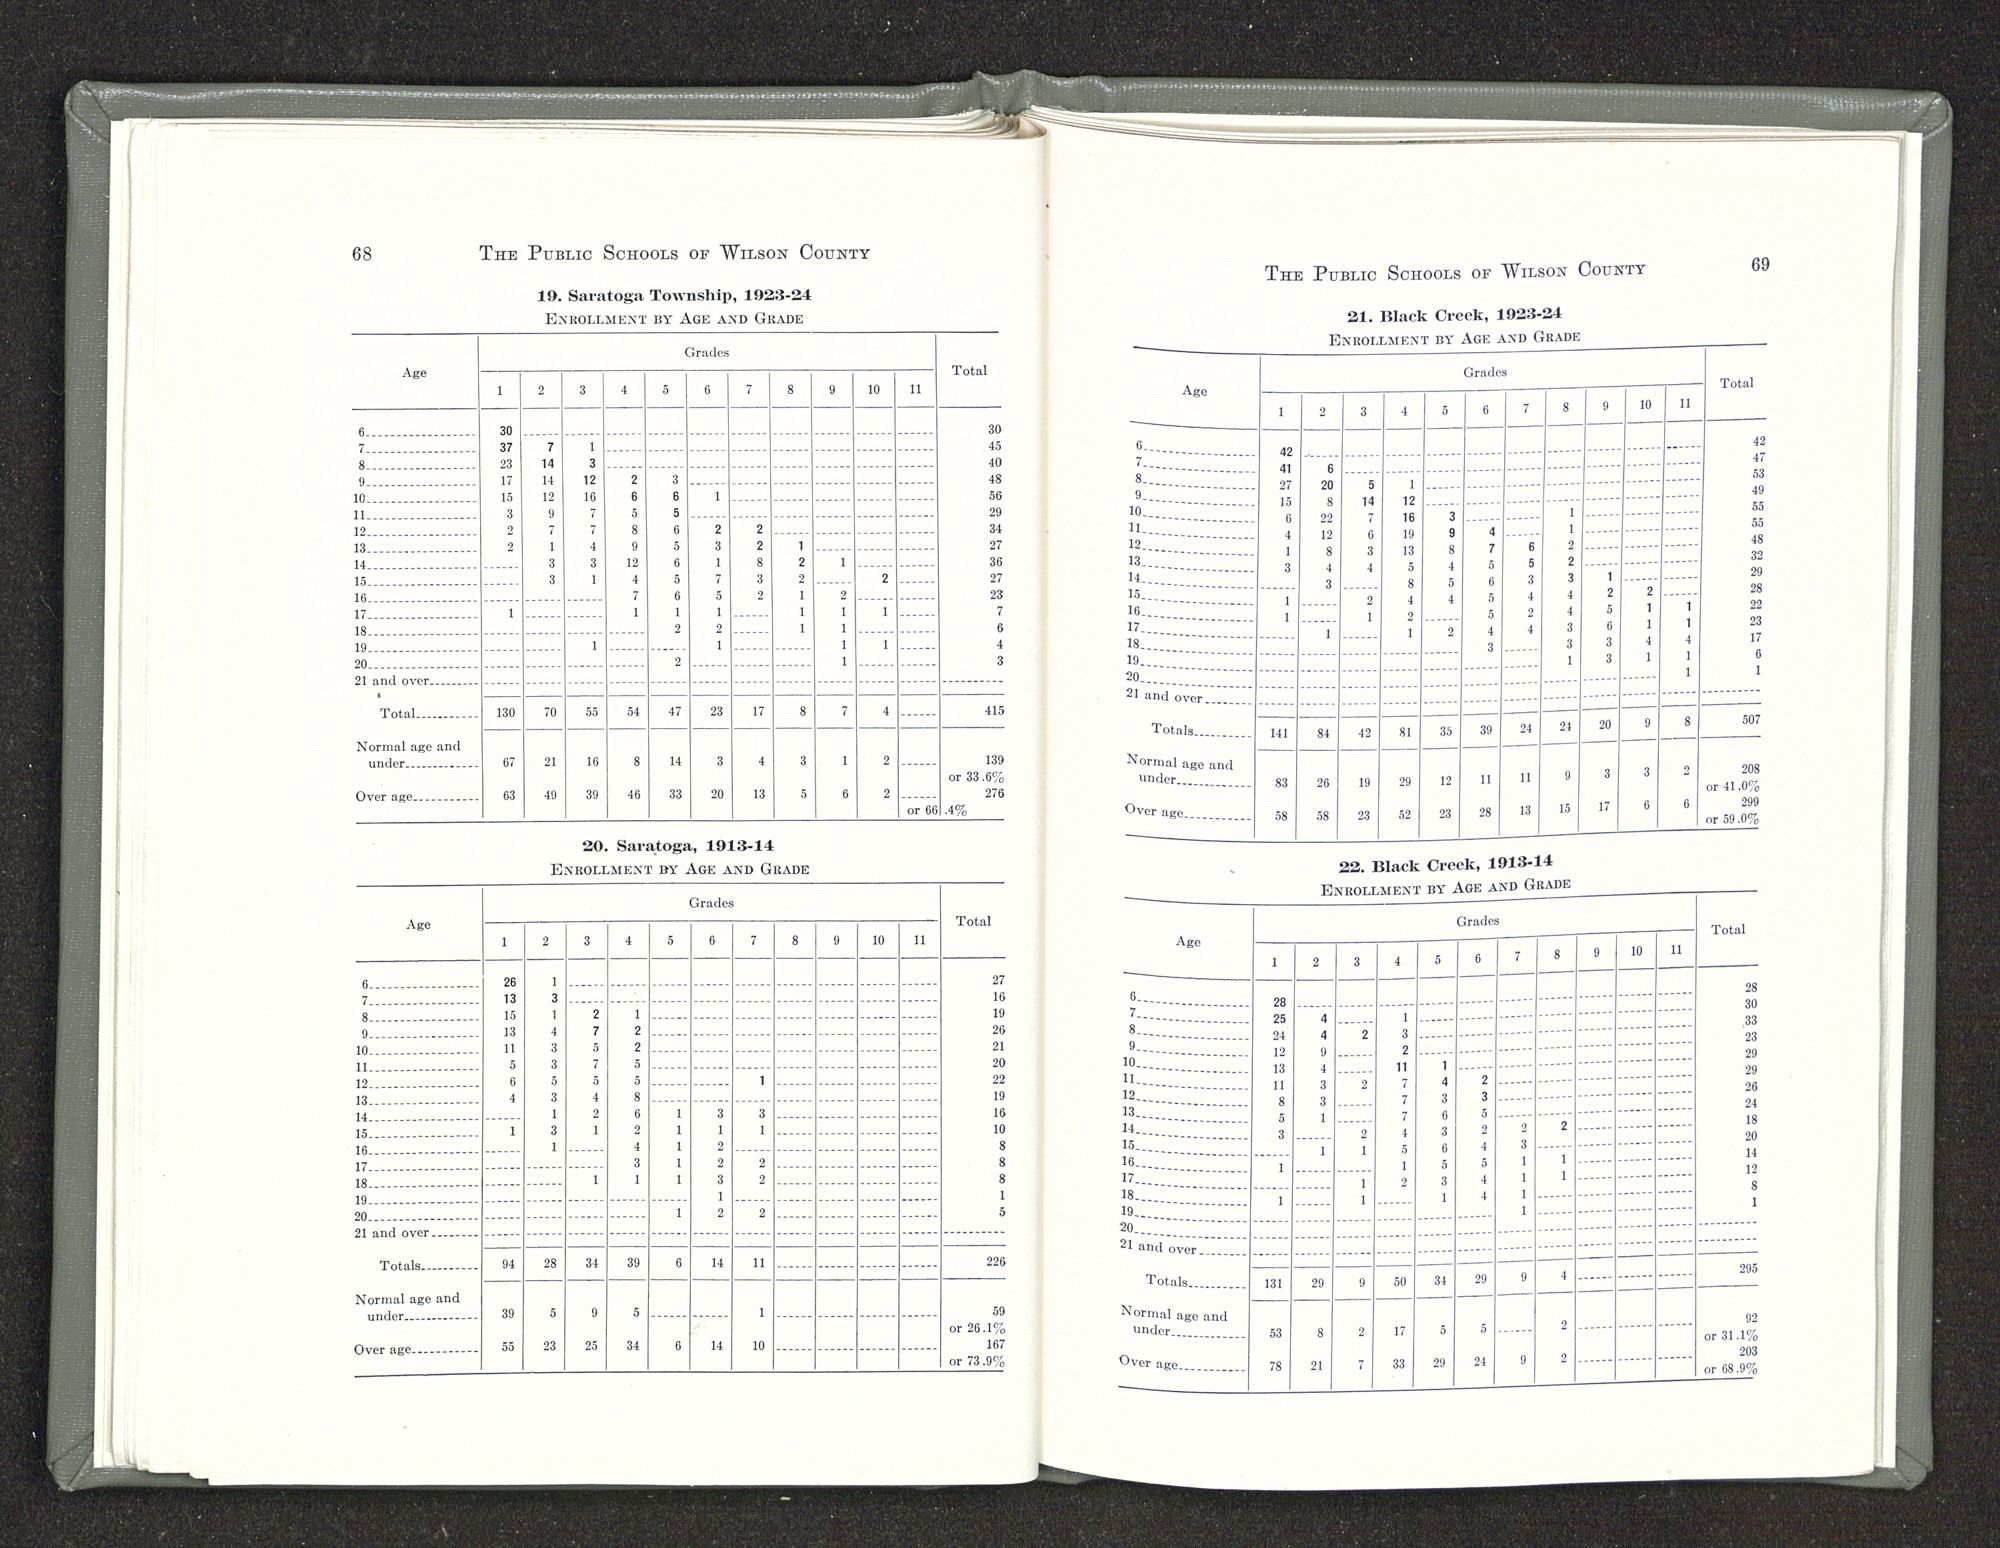 68 THE PUBLIC SCHOOLS OF WILSON COUNTY
19. Saratoga Township, 1923-24
ENROLLMENT BY AGE AND GRADE
Age Grades Total
1 2 3 4 5 6 7 8 9 10 11
6 30 30
7 37 7 1 45
8 23 14 3 40
9 17 14 12 2 3 48
10 15 12 16 6 6 1 56
11 3 9 7 5 5 29
12 2 7 7 8 6 2 2 34
13 2 1 4 9 5 3 2 1 27
14 3 3 12 6 1 8 2 1 36
15 3 1 4 5 7 3 2 2 27
16 7 6 5 2 1 2 23
17 1 1 1 1 1 1 1 7
18 2 2 1 1 6
19 1 1 1 1 4
20 2 1 3
21 and over
Total 130 70 55 54 47 23 17 8 7 4 415
Normal age and
under 67 21 16 8 14 3 4 3 1 2 139
or 33.6%
Over age 63 49 39 46 33 20 13 5 6 2 276
or 66.4%
20. Saratoga, 1913-14
ENROLLMENT BY AGE AND GRADE
Age Grades Total
1 2 3 4 5 6 7 8 9 10 11
6 26 1 27
7 13 3 16
8 15 1 2 1 19
9 13 4 7 2 26
10 11 3 5 2 21
11 5 3 7 5 20
12 6 5 5 5 1 22
13 4 3 4 8 19
14 1 2 6 1 3 3 16
15 1 3 1 2 1 1 1 10
16 1 4 1 2 8
17 3 1 2 2 8
18 1 1 1 3 2 8
19 1 1
20 1 2 2 5
21 and over
Totals 94 28 34 39 6 14 11 226
Normal age and
under 39 5 9 5 1 59
or 26.1%
Over age 55 23 25 34 6 14 10 167
or 73.9%
THE PUBLIC SCHOOLS OF WILSON COUNTY 69
21. Black Creek, 1923-24
ENROLLMENT BY AGE AND GRADE
Age Grades Total
1 2 3 4 5 6 7 8 9 10 11
6 42 42
7 41 6 47
8 27 20 5 1 53
9 15 8 14 12 49
10 6 22 7 16 3 1 55
11 4 12 6 19 9 4 1 55
12 1 8 3 13 8 7 6 2 48
13 3 4 4 5 4 5 5 2 32
14 3 8 5 6 3 3 1 29
15 1 2 4 4 5 4 4 2 2 28
16 1 1 2 5 2 4 5 1 1 22
17 1 1 2 4 4 3 6 1 1 23
18 3 3 3 4 4 17
19 1 3 1 1 6
20 1 1
21 and over
Totals 141 84 42 81 35 39 24 24 20 9 8 507
Normal age and
under 83 26 19 29 12 11 11 9 3 3 2 208
or 41.0%
Over age 58 58 23 52 23 28 13 15 17 6 6 299
or 59.0%
22. Black Creek, 1913-14
ENROLLMENT BY AGE AND GRADE
Age Grades Total
1 2 3 4 5 6 7 8 9 10 11
6 28 28
7 25 4 1 30
8 24 4 2 3 33
9 12 9 2 23
10 13 4 11 1 29
11 11 3 2 7 4 2 29
12 8 3 7 3 3 26
13 5 1 7 6 5 24
14 3 2 4 3 2 2 2 18
15 1 1 5 6 4 3 20
16 1 1 5 5 1 1 14
17 1 2 3 4 1 1 12
18 1 1 1 4 1 8
19 1 1
20
21 and over
Totals 131 29 9 50 34 29 9 4 295
Normal age and
under 53 8 2 17 5 5 2 92
or 31.1%
Over age 78 21 7 33 29 24 9 2 203
or 68.9%